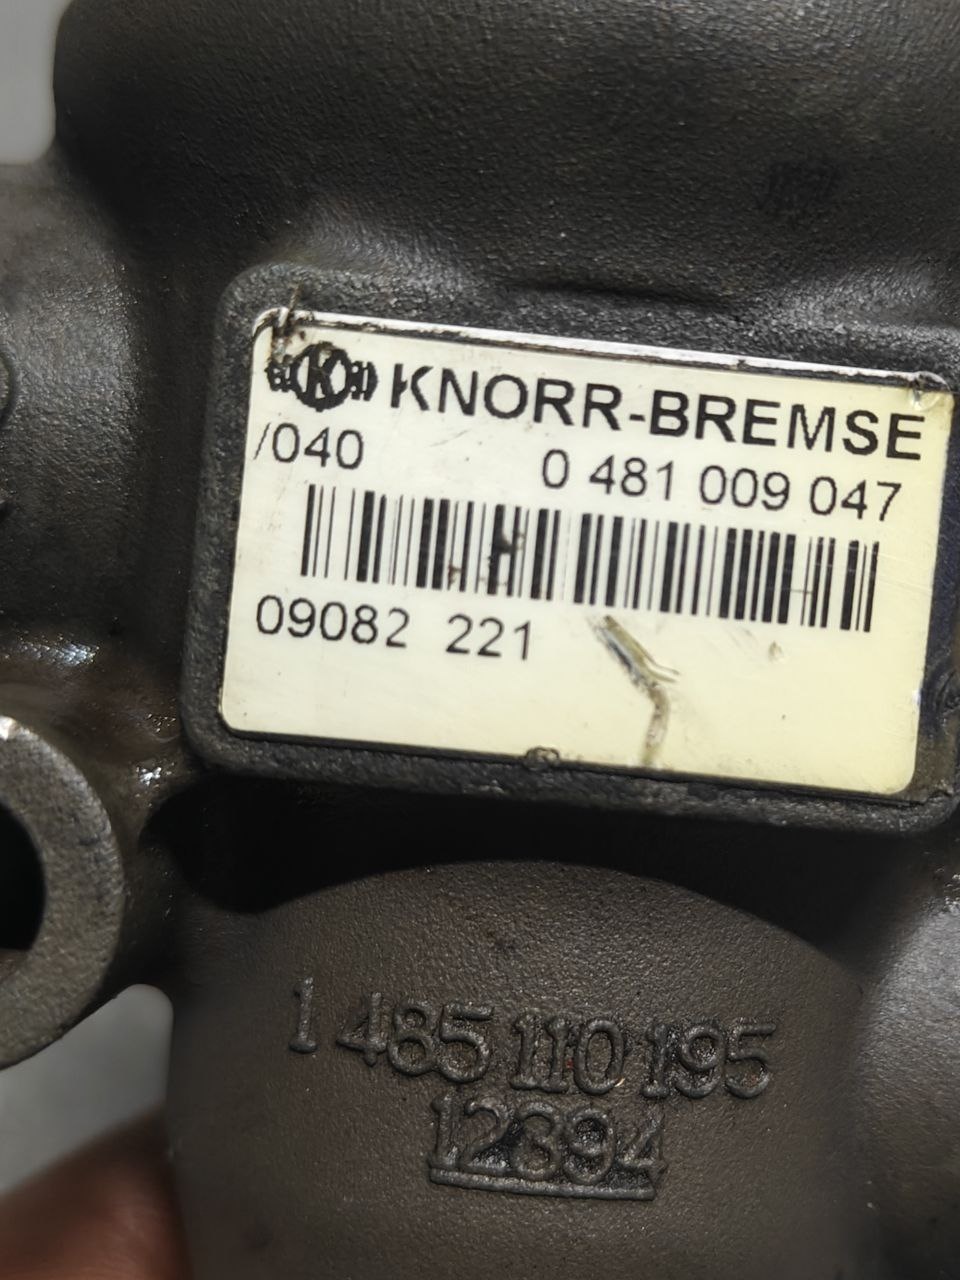 K KNORR-BREMSE
/040 0 481 009 047
09082 221
1 485 110 195
12394